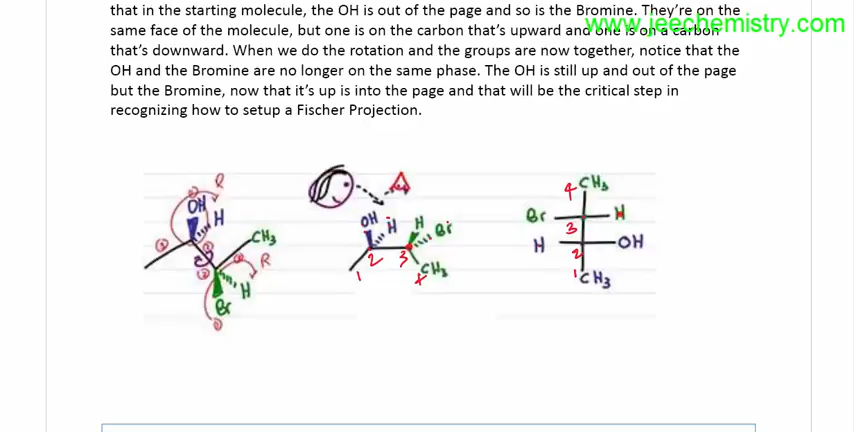 that in the starting molecule, the OH is out of the page and so is the Bromine. They're on the
www.jeechemistry.com
same face of the molecule, but one is on the carbon that's upward and one is on a carbon
that's downward. When we do the rotation and the groups are now together, notice that the
OH and the Bromine are no longer on the same phase. The OH is still up and out of the page
but the Bromine, now that it's up is into the page and that will be the critical step in
recognizing how to setup a Fischer Projection.
R
OH H
CH3
R
H
Br
OH H H Br
1 2 3
CH3
4 CH3
Br H
3
H OH
2
1 CH3